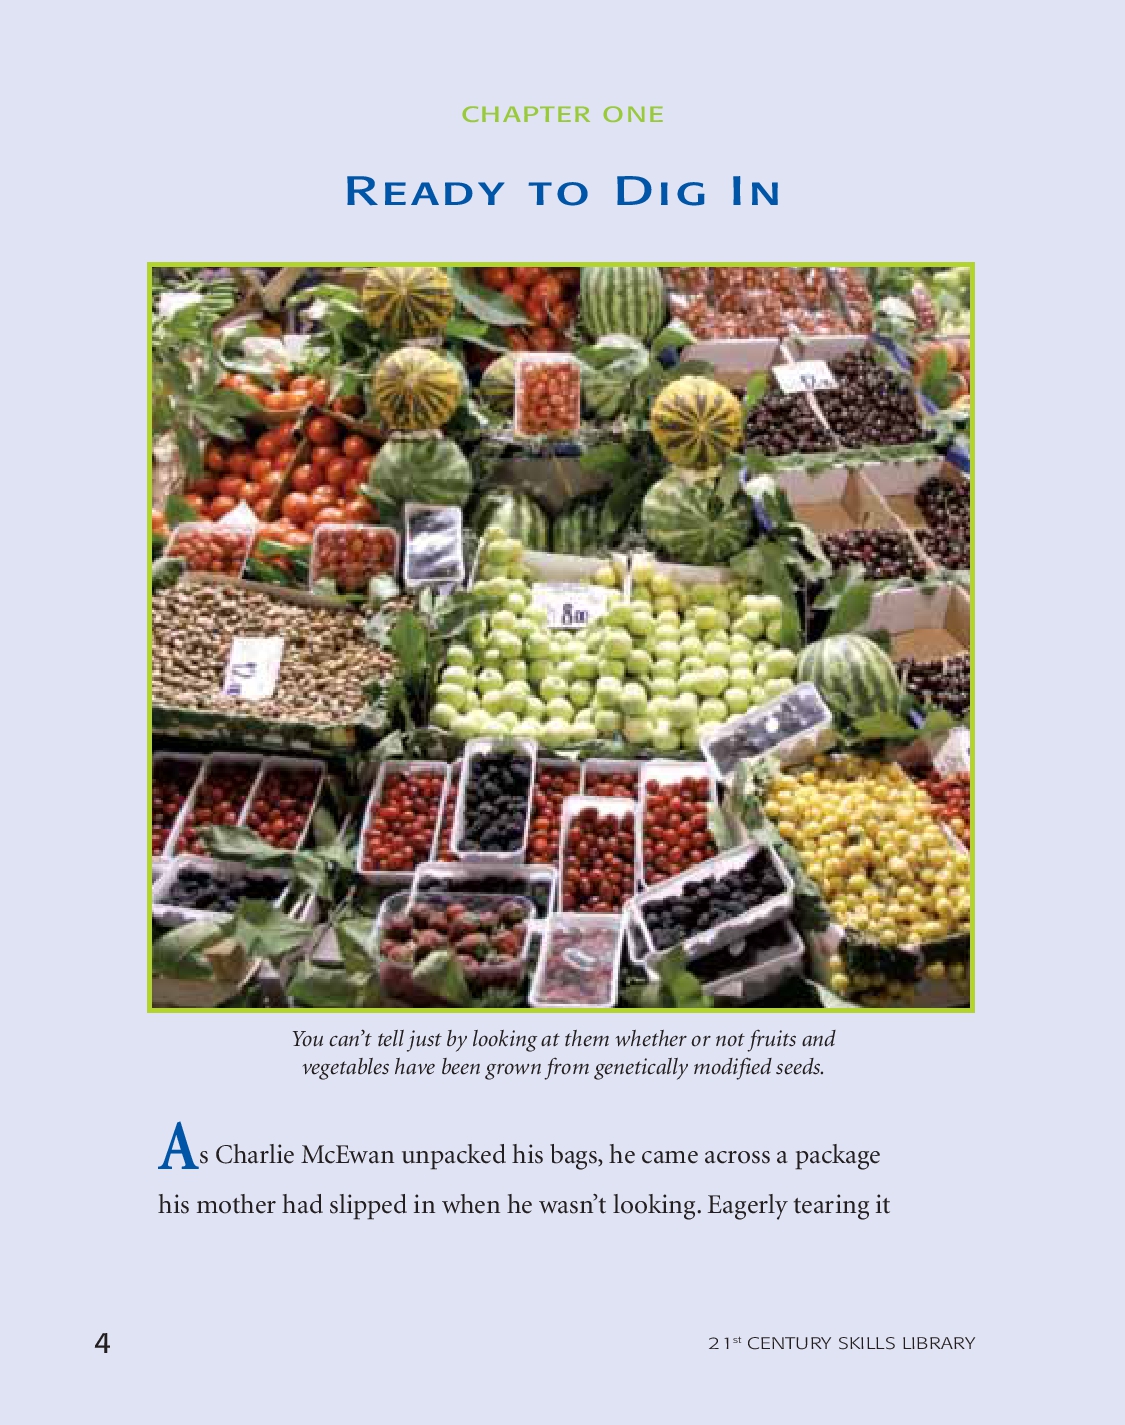 CHAPTER ONE
READY TO DIG IN
8.00
You can't tell just by looking at them whether or not fruits and
vegetables have been grown from genetically modified seeds.
As Charlie McEwan unpacked his bags, he came across a package
his mother had slipped in when he wasn't looking. Eagerly tearing it
4
21st CENTURY SKILLS LIBRARY